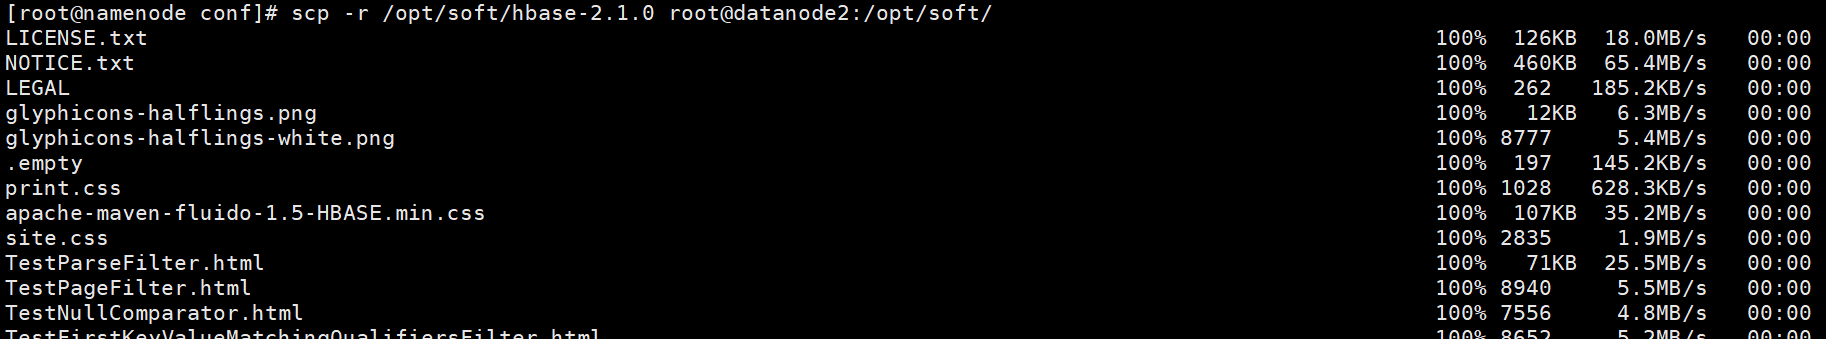 [root@namenode conf]# scp -r /opt/soft/hbase-2.1.0 root@datanode2:/opt/soft/
LICENSE.txt 100% 126KB 18.0MB/s 00:00
NOTICE.txt 100% 460KB 65.4MB/s 00:00
LEGAL 100% 262 185.2KB/s 00:00
glyphicons-halflings.png 100% 12KB 6.3MB/s 00:00
glyphicons-halflings-white.png 100% 8777 5.4MB/s 00:00
.empty 100% 197 145.2KB/s 00:00
print.css 100% 1028 628.3KB/s 00:00
apache-maven-fluido-1.5-HBASE.min.css 100% 107KB 35.2MB/s 00:00
site.css 100% 2835 1.9MB/s 00:00
TestParseFilter.html 100% 71KB 25.5MB/s 00:00
TestPageFilter.html 100% 8940 5.5MB/s 00:00
TestNullComparator.html 100% 7556 4.8MB/s 00:00
TestFirstKeyValueMatchingQualifiersFilter.html 100% 8652 5.2MB/s 00:00